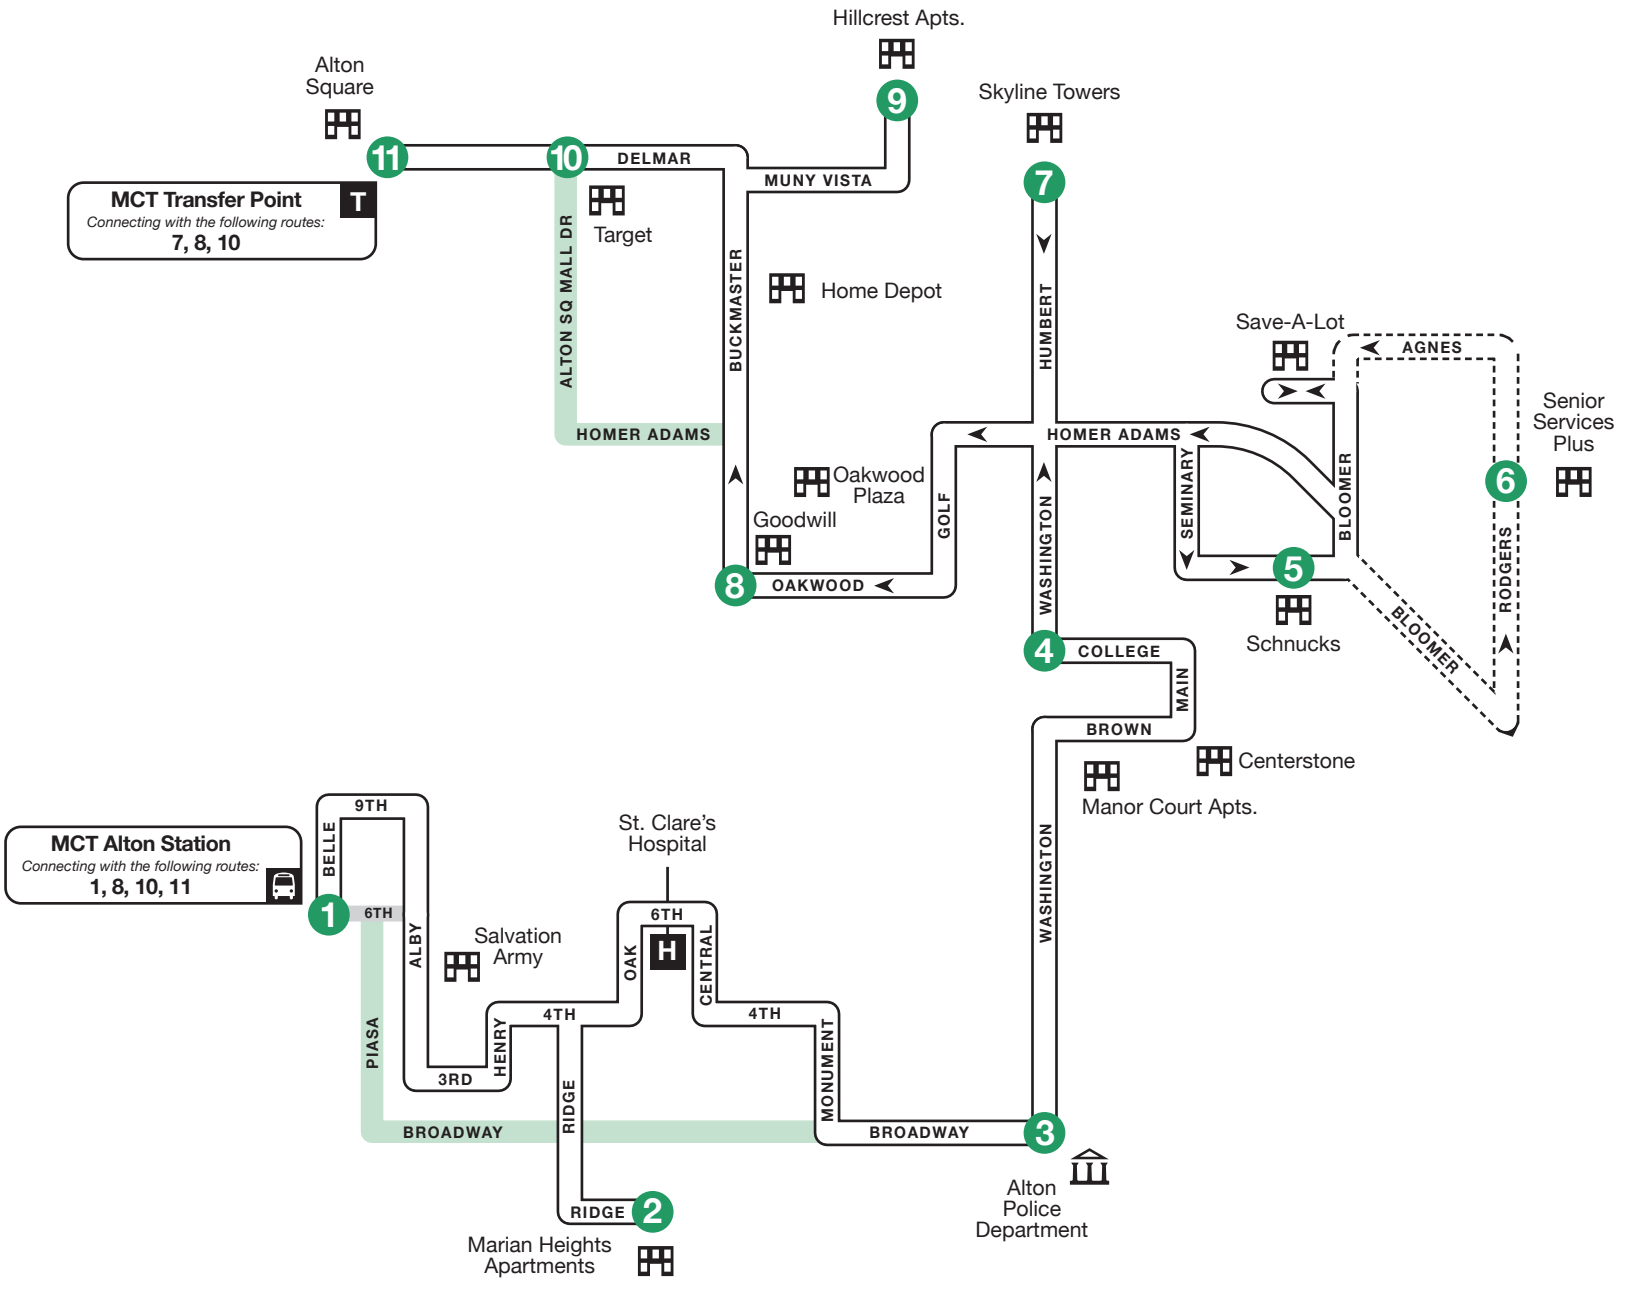 Hillcrest Apts.
9
Alton
Square
Skyline Towers
11
10
DELMAR
MUNY VISTA
7
MCT Transfer Point
T
Connecting with the following routes:
7, 8, 10
Target
ALTON SQ MALL DR
BUCKMASTER
Home Depot
HUMBERT
Save-A-Lot
AGNES
Senior
Services
Plus
HOMER ADAMS
HOMER ADAMS
Oakwood
Plaza
Goodwill
GOLF
WASHINGTON
SEMINARY
BLOOMER
6
RODGERS
8
OAKWOOD
5
Schnucks
BLOOMER
4
COLLEGE
MAIN
BROWN
Centerstone
Manor Court Apts.
9TH
BELLE
MCT Alton Station
Connecting with the following routes:
1, 8, 10, 11
St. Clare's
Hospital
WASHINGTON
1
6TH
6TH
ALBY
Salvation
Army
OAK
H
CENTRAL
PIASA
4TH
4TH
HENRY
MONUMENT
3RD
RIDGE
BROADWAY
BROADWAY
3
Alton
Police
Department
RIDGE
2
Marian Heights
Apartments